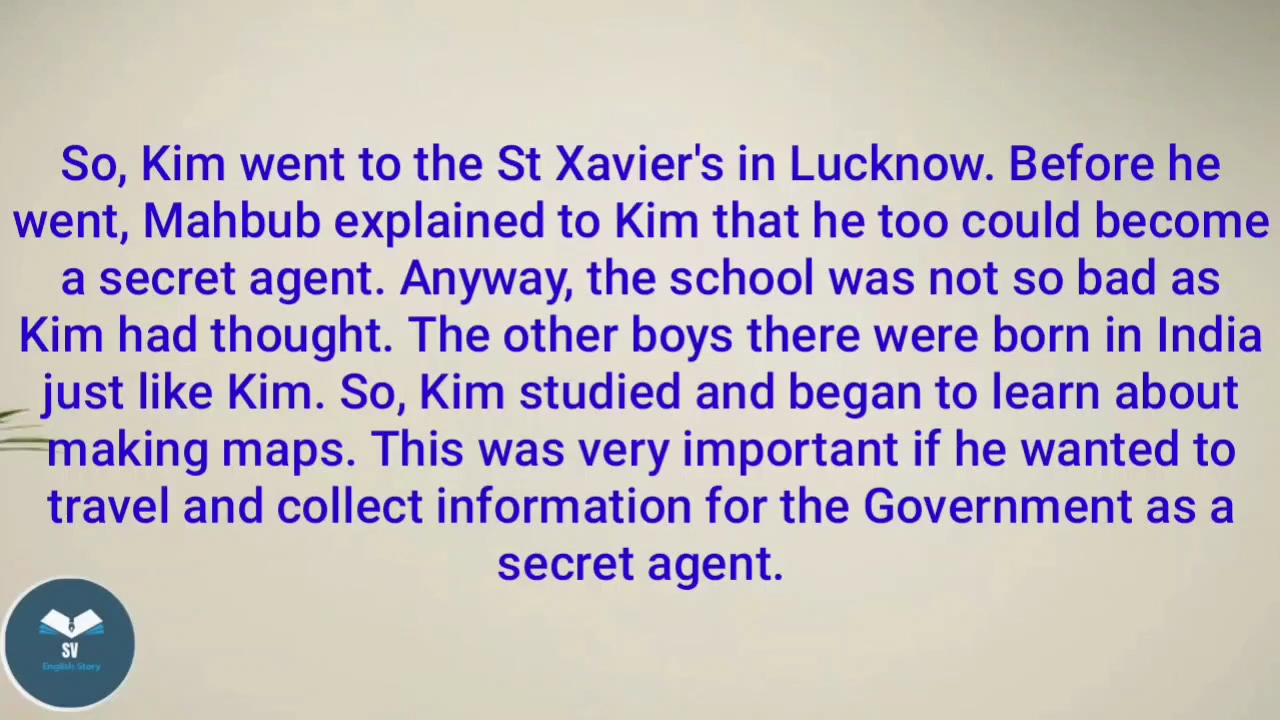 So, Kim went to the St Xavier's in Lucknow. Before he
went, Mahbub explained to Kim that he too could become
a secret agent. Anyway, the school was not so bad as
Kim had thought. The other boys there were born in India
just like Kim. So, Kim studied and began to learn about
making maps. This was very important if he wanted to
travel and collect information for the Government as a
secret agent.
SV
English Story